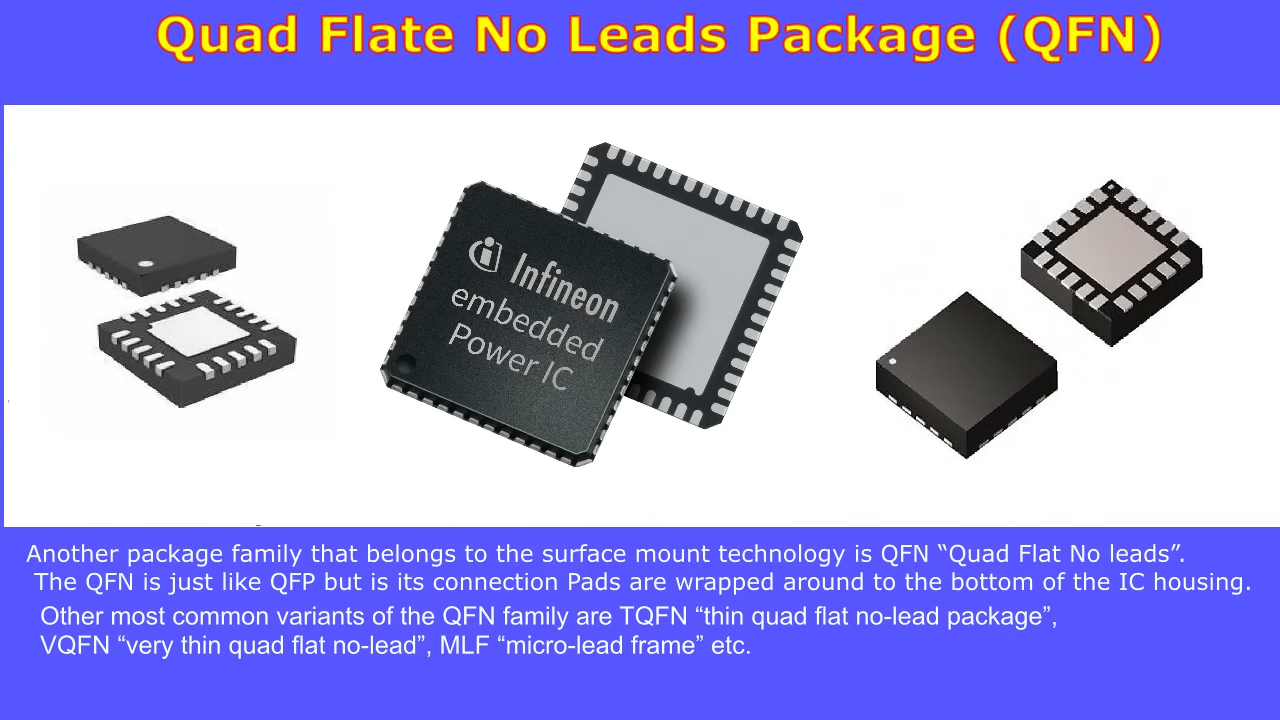 Quad Flate No Leads Package (QFN)
Infineon
embedded
Power IC
Another package family that belongs to the surface mount technology is QFN “Quad Flat No leads”.
The QFN is just like QFP but is its connection Pads are wrapped around to the bottom of the IC housing.
Other most common variants of the QFN family are TQFN “thin quad flat no-lead package”,
VQFN “very thin quad flat no-lead”, MLF “micro-lead frame” etc.